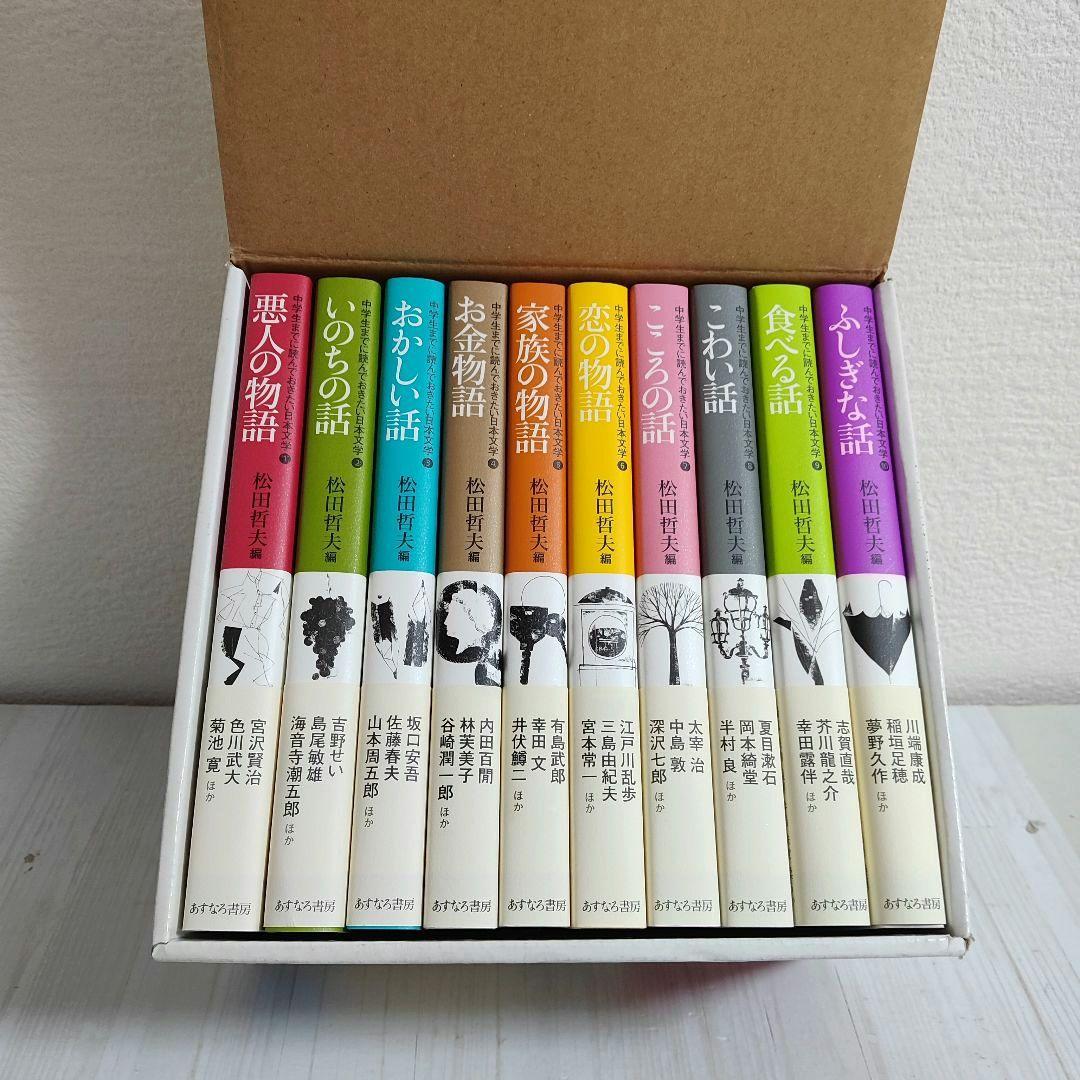 悪人の物語
中学生までに読んでおきたい日本文学 1
松田哲夫 編
宮沢賢治
色川武大
菊池 寛 ほか
あすなろ書房
いのちの話
中学生までに読んでおきたい日本文学 2
松田哲夫 編
吉野せい
島尾敏雄
海音寺潮五郎 ほか
あすなろ書房
おかしい話
中学生までに読んでおきたい日本文学 3
松田哲夫 編
坂口安吾
佐藤春夫
山本周五郎 ほか
あすなろ書房
お金物語
中学生までに読んでおきたい日本文学 4
松田哲夫 編
内田百閒
林芙美子
谷崎潤一郎 ほか
あすなろ書房
家族の物語
中学生までに読んでおきたい日本文学 5
松田哲夫 編
有島武郎
幸田 文
井伏鱒二 ほか
あすなろ書房
恋の物語
中学生までに読んでおきたい日本文学 6
松田哲夫 編
江戸川乱歩
三島由紀夫
宮本常一 ほか
あすなろ書房
こころの話
中学生までに読んでおきたい日本文学 7
松田哲夫 編
太宰 治
中島 敦
深沢七郎 ほか
あすなろ書房
こわい話
中学生までに読んでおきたい日本文学 8
松田哲夫 編
夏目漱石
岡本綺堂
半村 良 ほか
あすなろ書房
食べる話
中学生までに読んでおきたい日本文学 9
松田哲夫 編
志賀直哉
芥川龍之介
幸田露伴 ほか
あすなろ書房
ふしぎな話
中学生までに読んでおきたい日本文学 10
松田哲夫 編
川端康成
稲垣足穂
夢野久作 ほか
あすなろ書房